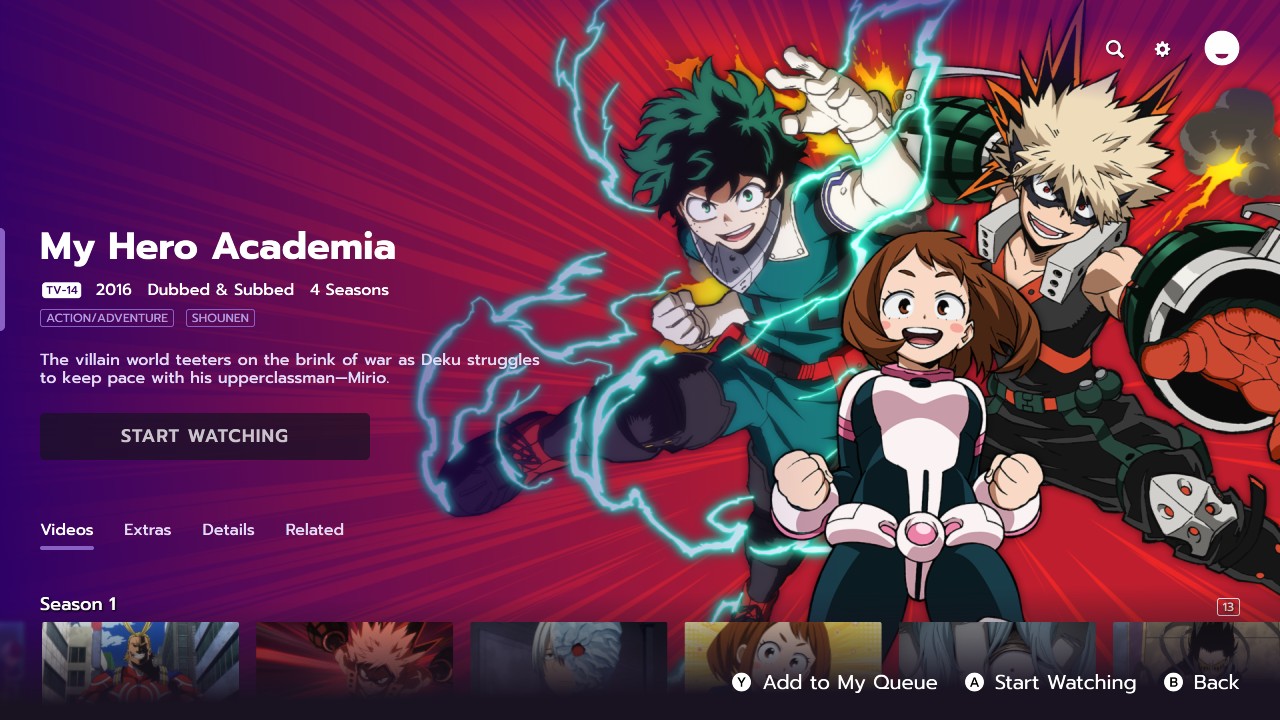 My Hero Academia
TV-14 2016 Dubbed & Subbed 4 Seasons
ACTION/ADVENTURE SHOUNEN
The villain world teeters on the brink of war as Deku struggles
to keep pace with his upperclassman—Mirio.
START WATCHING
Videos Extras Details Related
Season 1 13
Y Add to My Queue A Start Watching B Back